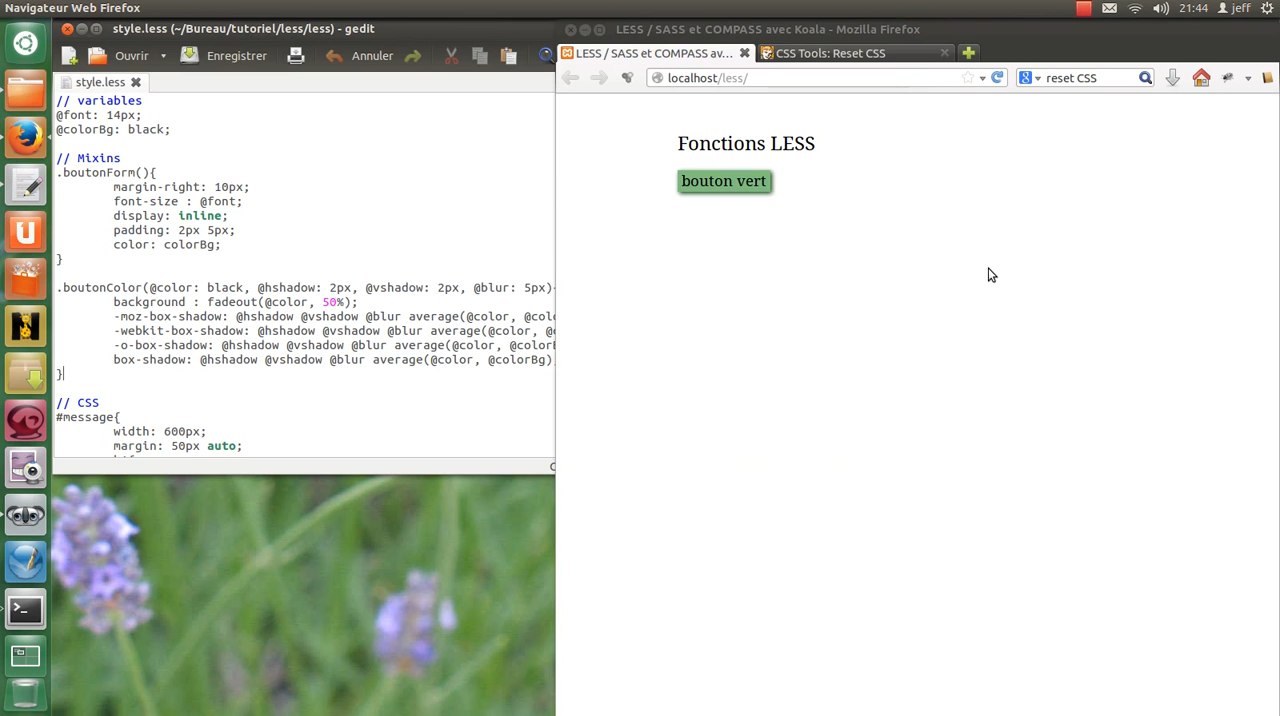 Navigateur Web Firefox
21:44
jeff
style.less (~/Bureau/tutoriel/less/less) - gedit
Ouvrir
Enregistrer
Annuler
style.less
// variables
@font: 14px;
@colorBg: black;
// Mixins
.boutonForm(){
margin-right: 10px;
font-size : @font;
display: inline;
padding: 2px 5px;
color: colorBg;
}
.boutonColor(@color: black, @hshadow: 2px, @vshadow: 2px, @blur: 5px)
background : fadeout(@color, 50%);
-moz-box-shadow: @hshadow @vshadow @blur average(@color, @co
-webkit-box-shadow: @hshadow @vshadow @blur average(@color, @
-o-box-shadow: @hshadow @vshadow @blur average(@color, @colorB
box-shadow: @hshadow @vshadow @blur average(@color, @colorBg)
}
// CSS
#message{
width: 600px;
margin: 50px auto;
LESS / SASS et COMPASS avec Koala - Mozilla Firefox
LESS / SASS et COMPASS av...
CSS Tools: Reset CSS
localhost/less/
reset CSS
Fonctions LESS
bouton vert